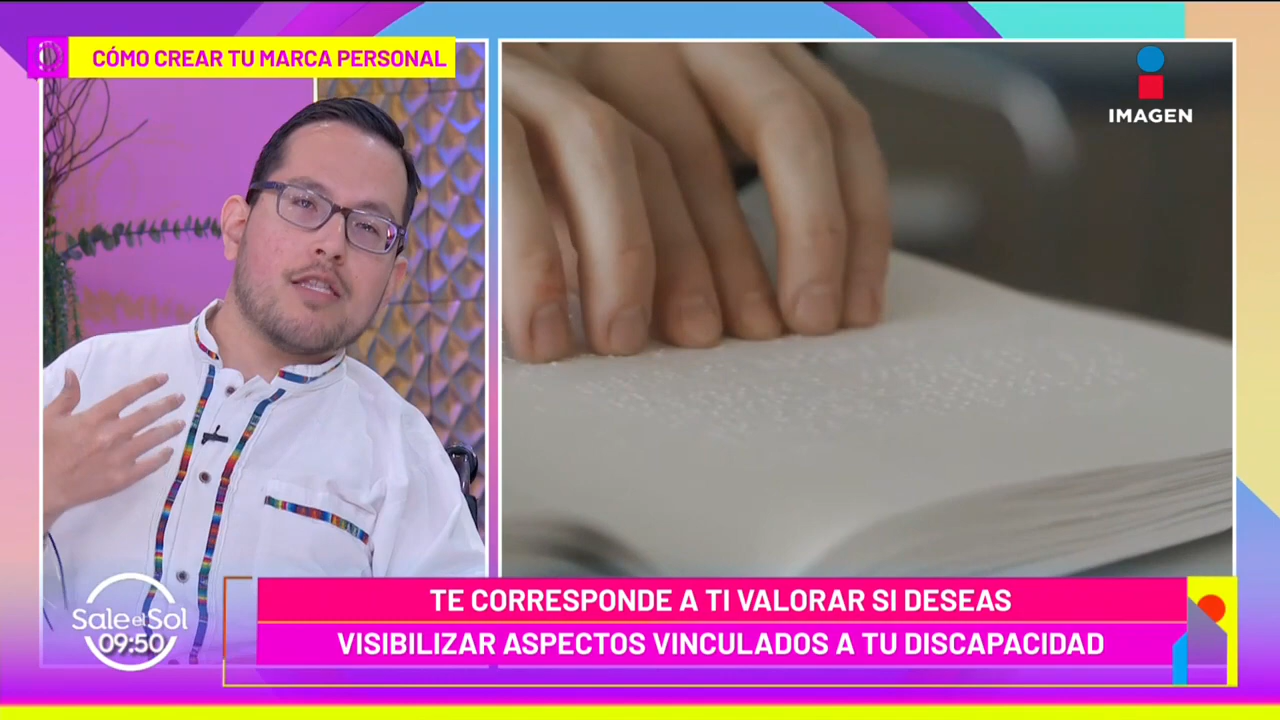 CÓMO CREAR TU MARCA PERSONAL
IMAGEN
TE CORRESPONDE A TI VALORAR SI DESEAS
VISIBILIZAR ASPECTOS VINCULADOS A TU DISCAPACIDAD
Sale el Sol
09:50